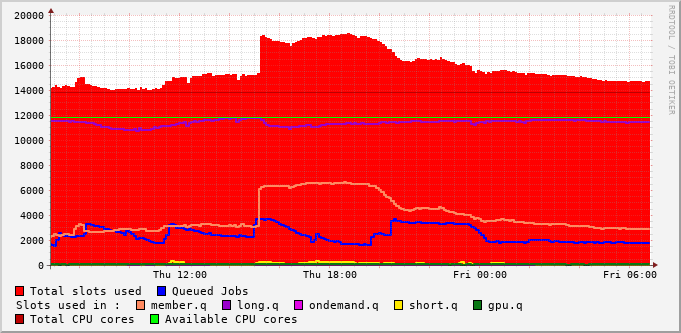 20000
18000
16000
14000
12000
10000
8000
6000
4000
2000
0
Thu 12:00 Thu 18:00 Fri 00:00 Fri 06:00
RRDTOOL / TOBI OETIKER
Total slots used Queued Jobs
Slots used in : member.q long.q ondemand.q short.q gpu.q
Total CPU cores Available CPU cores